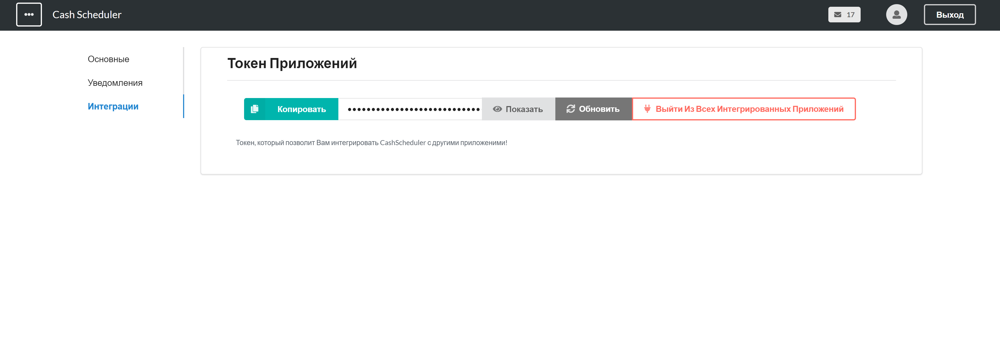 Cash Scheduler
17
Выход
Основные
Уведомления
Интеграции
Токен Приложений
Копировать
••••••••••••••••••••••••••••
Показать
Обновить
Выйти Из Всех Интегрированных Приложений
Токен, который позволит Вам интегрировать CashScheduler с другими приложеними!